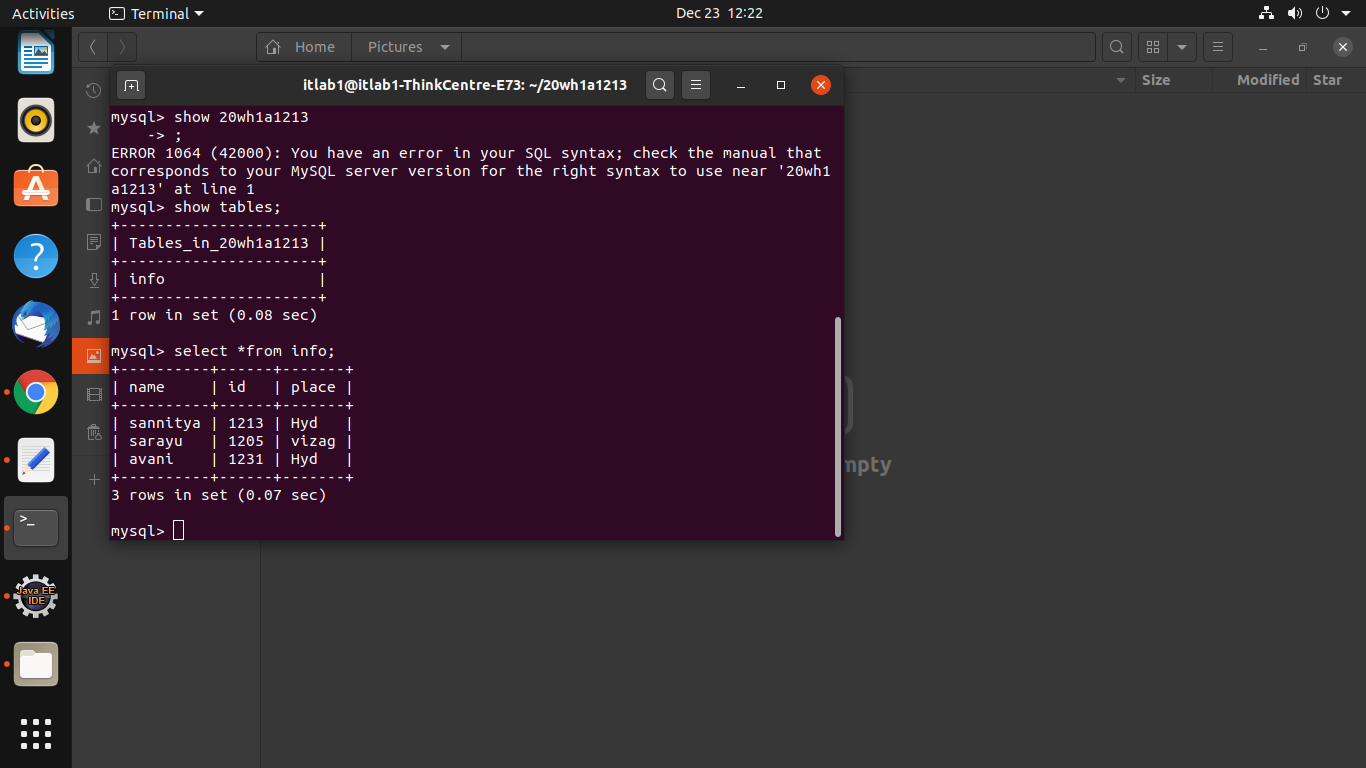 Activities
Terminal
Dec 23 12:22
Home
Pictures
Size
Modified
Star
itlab1@itlab1-ThinkCentre-E73: ~/20wh1a1213
mysql> show 20wh1a1213
    -> ;
ERROR 1064 (42000): You have an error in your SQL syntax; check the manual that
corresponds to your MySQL server version for the right syntax to use near '20wh1
a1213' at line 1
mysql> show tables;
+----------------------+
| Tables_in_20wh1a1213 |
+----------------------+
| info                 |
+----------------------+
1 row in set (0.08 sec)
mysql> select *from info;
+----------+------+-------+
| name     | id   | place |
+----------+------+-------+
| sannitya | 1213 | Hyd   |
| sarayu   | 1205 | vizag |
| avani    | 1231 | Hyd   |
+----------+------+-------+
3 rows in set (0.07 sec)
mysql>
mpty
?
>_
Java EE
IDE